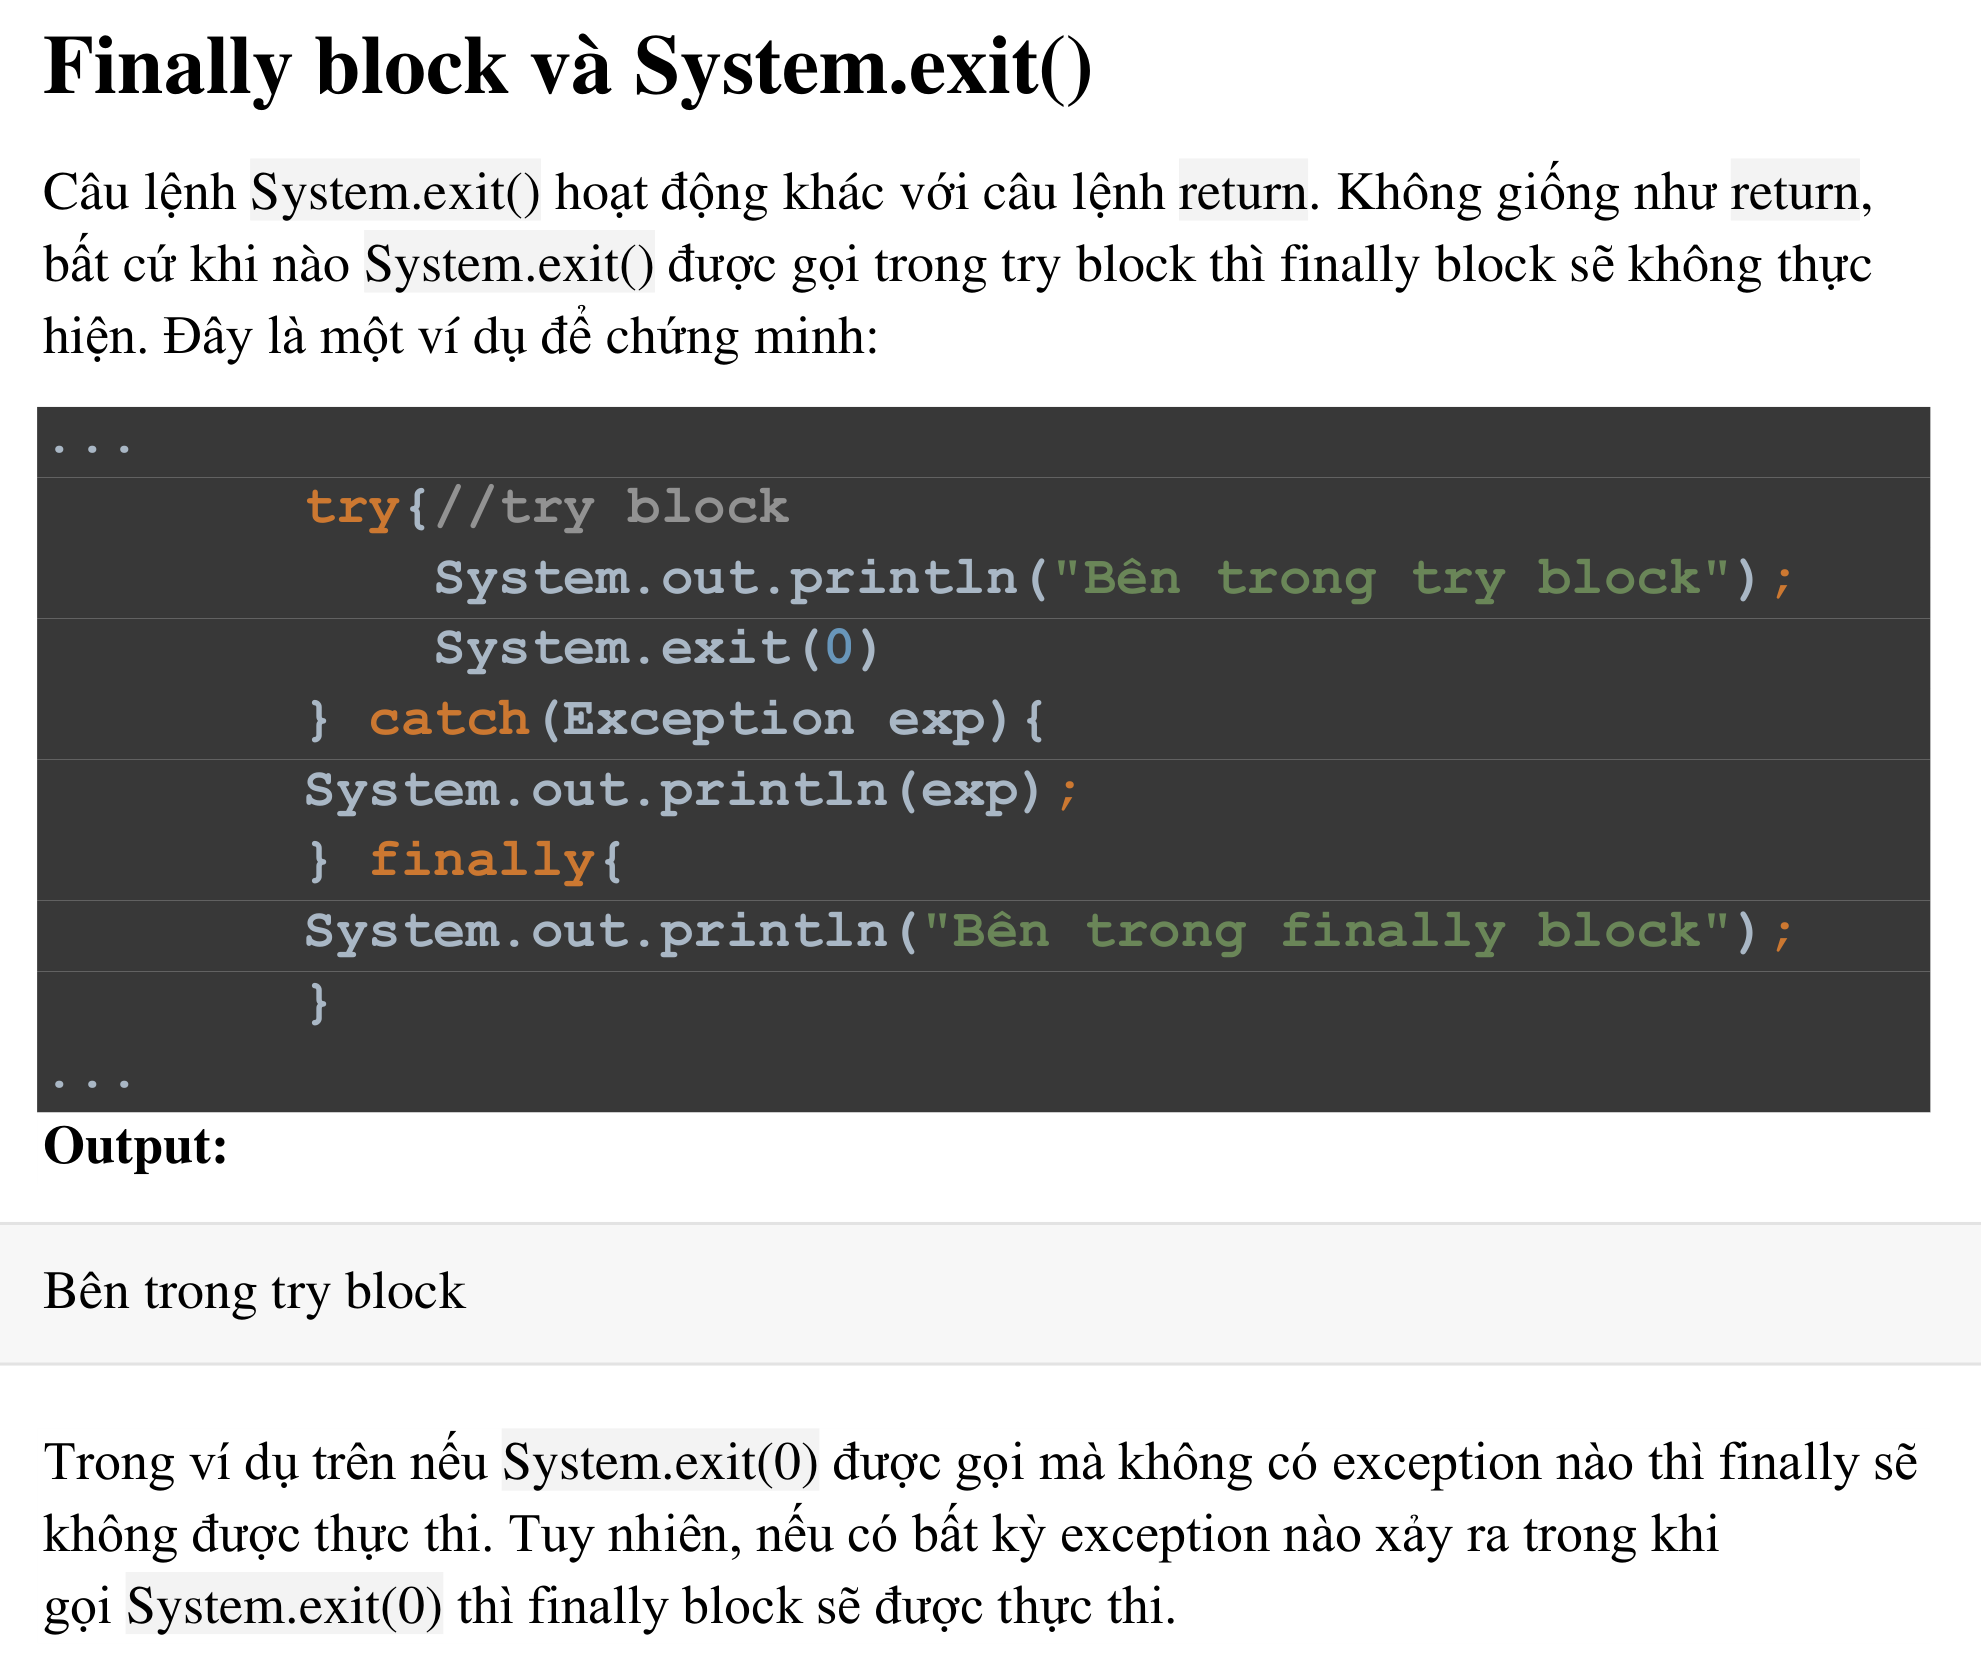 Finally block và System.exit()
Câu lệnh System.exit() hoạt động khác với câu lệnh return. Không giống như return,
bất cứ khi nào System.exit() được gọi trong try block thì finally block sẽ không thực
hiện. Đây là một ví dụ để chứng minh:
...
try{//try block
System.out.println("Bên trong try block");
System.exit(0)
} catch(Exception exp){
System.out.println(exp);
} finally{
System.out.println("Bên trong finally block");
}
...
Output:
Bên trong try block
Trong ví dụ trên nếu System.exit(0) được gọi mà không có exception nào thì finally sẽ
không được thực thi. Tuy nhiên, nếu có bất kỳ exception nào xảy ra trong khi
gọi System.exit(0) thì finally block sẽ được thực thi.